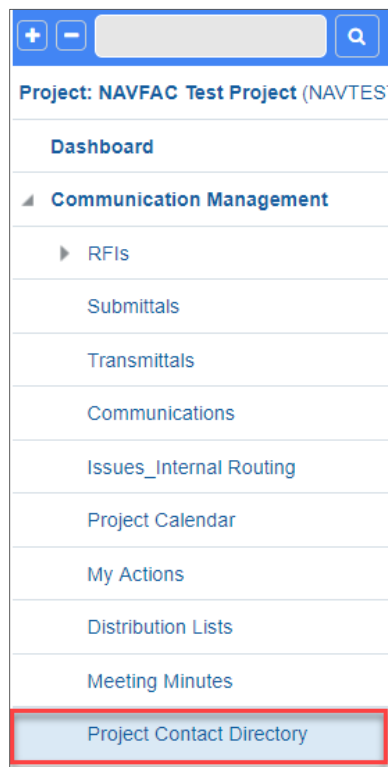 Project: NAVFAC Test Project (NAVTES
Dashboard
Communication Management
RFIs
Submittals
Transmittals
Communications
Issues_Internal Routing
Project Calendar
My Actions
Distribution Lists
Meeting Minutes
Project Contact Directory